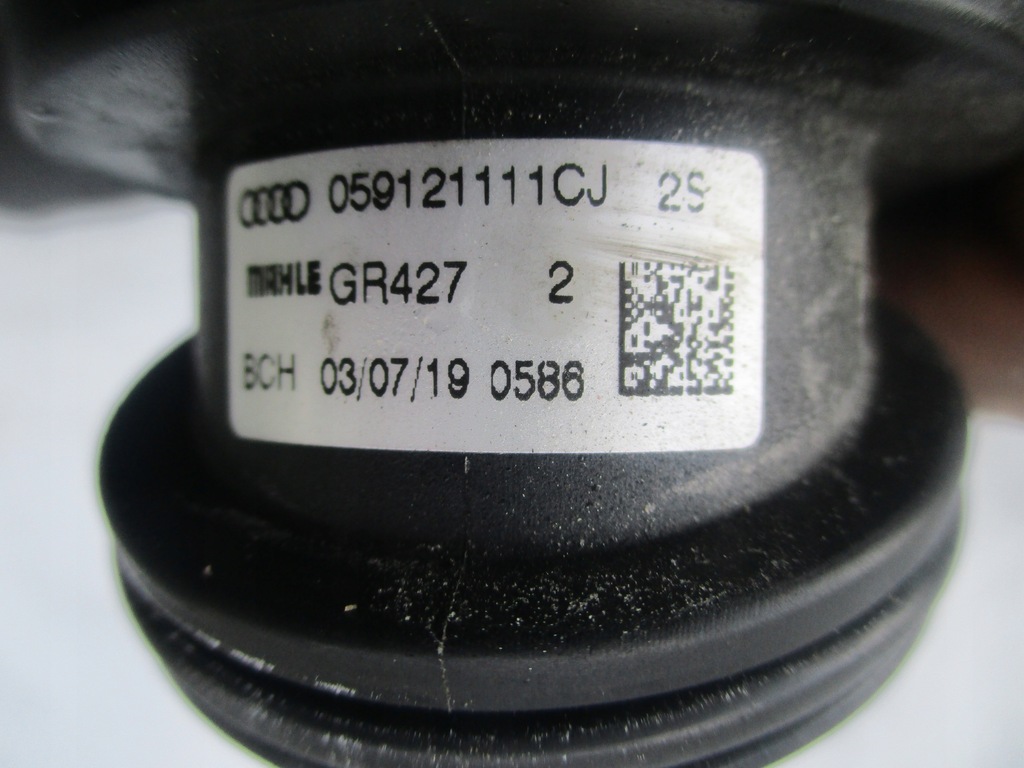 059121111CJ 2S
MAHLE GR427 2
BCH 03/07/19 0586